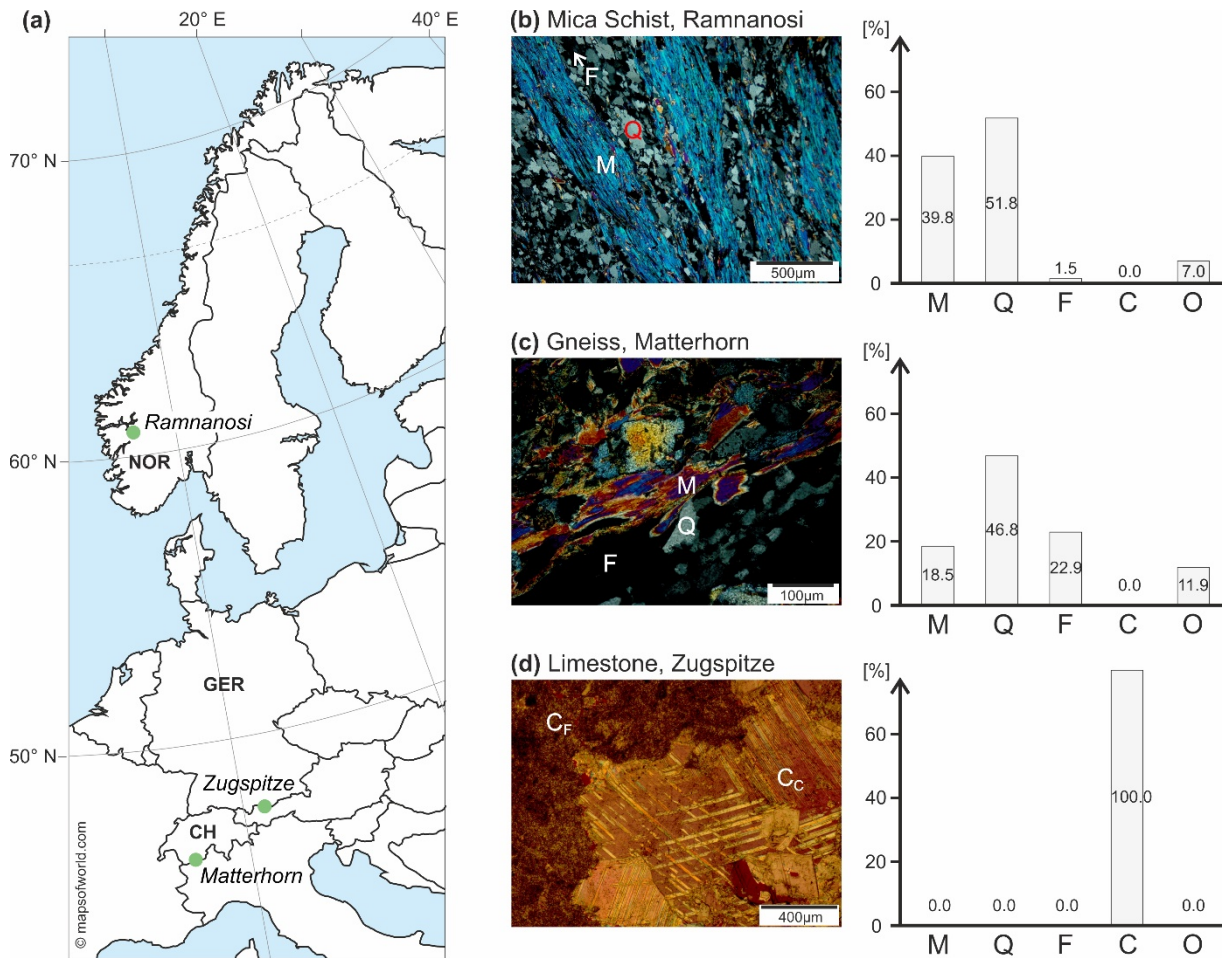 (a)
20° E
40° E
70° N
60° N
50° N
Ramnanosi
NOR
GER
Zugspitze
CH
Matterhorn
© mapsofworld.com
(b) Mica Schist, Ramnanosi
F
Q
M
500µm
[%]
60
40
20
0
39.8
51.8
1.5
0.0
7.0
M Q F C O
(c) Gneiss, Matterhorn
M
Q
F
100µm
[%]
60
40
20
0
18.5
46.8
22.9
0.0
11.9
M Q F C O
(d) Limestone, Zugspitze
CF
CC
400µm
[%]
60
40
20
0
0.0
0.0
0.0
100.0
0.0
M Q F C O